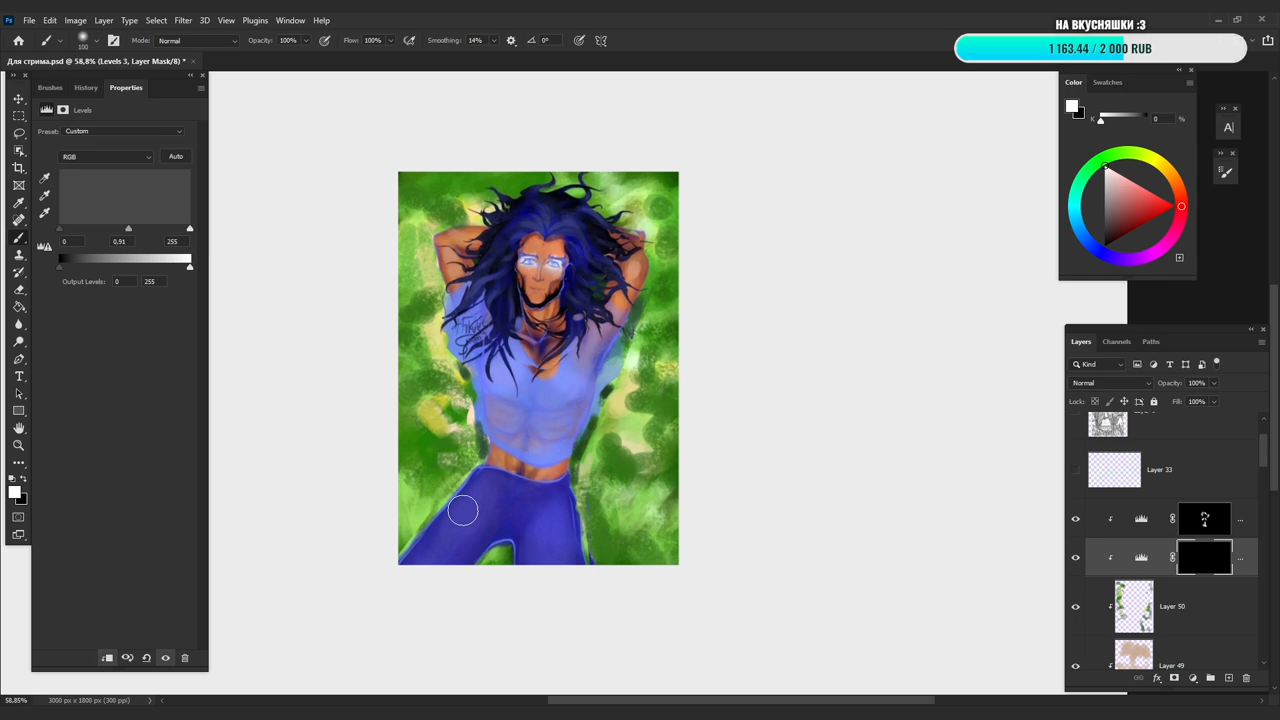 File Edit Image Layer Type Select Filter 3D View Plugins Window Help
НА ВКУСНЯШКИ :3
1 163.44 / 2 000 RUB
100 Mode: Normal Opacity: 100% Flow: 100% Smoothing: 14% 0°
Для стрима.psd @ 58,8% (Levels 3, Layer Mask/8) *
Brushes History Properties
Levels
Preset: Custom
RGB Auto
0 0,91 255
Output Levels: 0 255
Color Swatches
K 0 %
A
Layers Channels Paths
Kind
Normal Opacity: 100%
Lock: Fill: 100%
Layer 33
Layer 50
Layer 49
58,85% 3000 px x 1800 px (300 ppi)